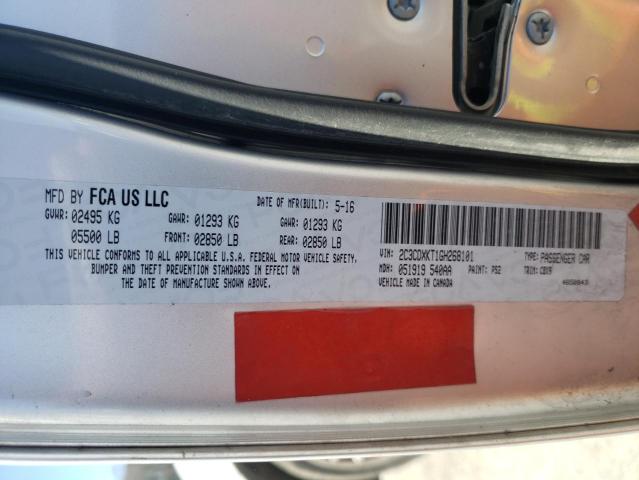 MFD BY FCA US LLC DATE OF MFR(BUILT): 5-16
GVWR: 02495 KG GAWR: 01293 KG GAWR: 01293 KG
05500 LB FRONT: 02850 LB REAR: 02850 LB
THIS VEHICLE CONFORMS TO ALL APPLICABLE U.S.A. FEDERAL MOTOR VEHICLE SAFETY,
BUMPER AND THEFT PREVENTION STANDARDS IN EFFECT ON
THE DATE OF MANUFACTURE SHOWN ABOVE.
VIN: 2C3CDXKT1GH268101 TYPE: PASSENGER CAR
MDH: 051919 540AA PAINT: PS2 TRIM: CBX9
VEHICLE MADE IN CANADA